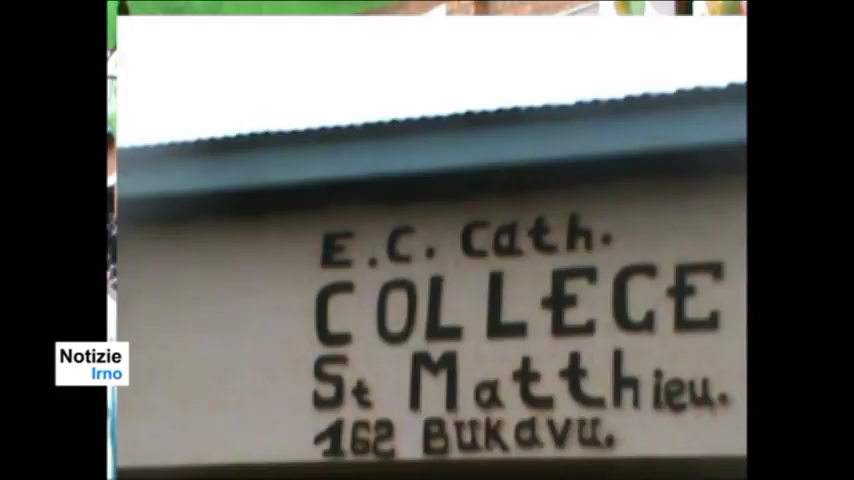 E.C. Cath.
COLLEGE
St Matthieu.
162 Bukavu.
Notizie
Irno